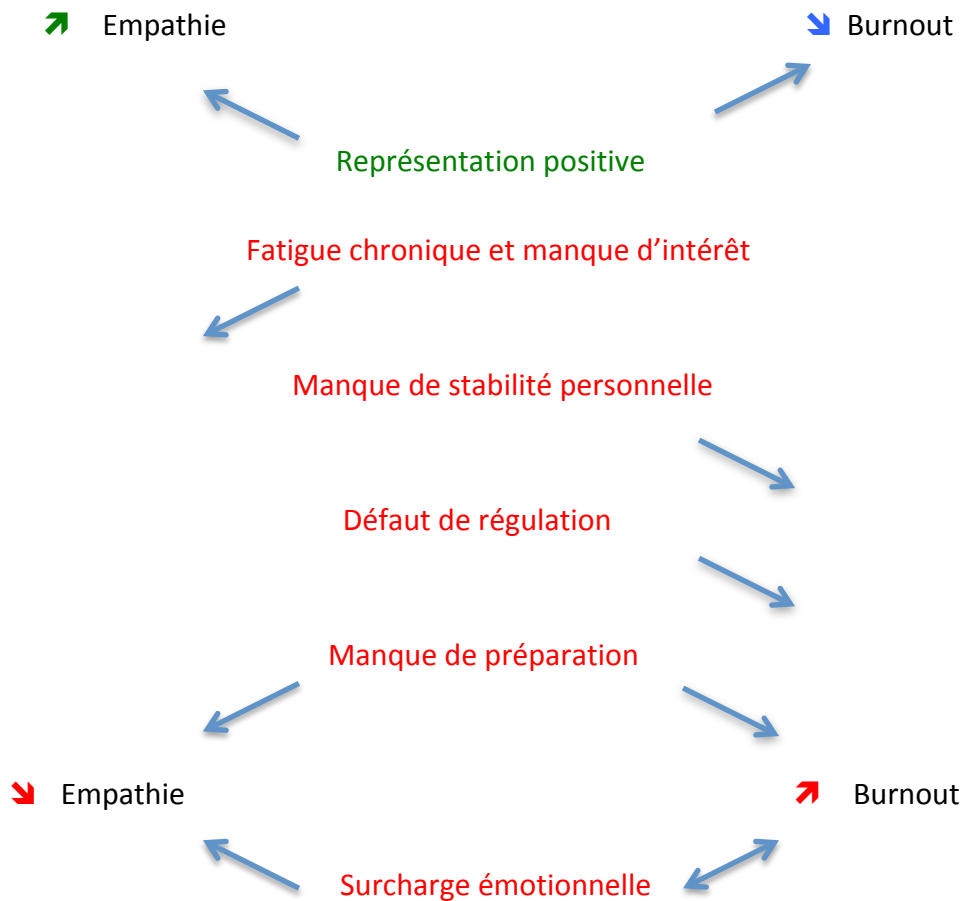 Empathie
Burnout
Représentation positive
Fatigue chronique et manque d’intérêt
Manque de stabilité personnelle
Défaut de régulation
Manque de préparation
Empathie
Burnout
Surcharge émotionnelle